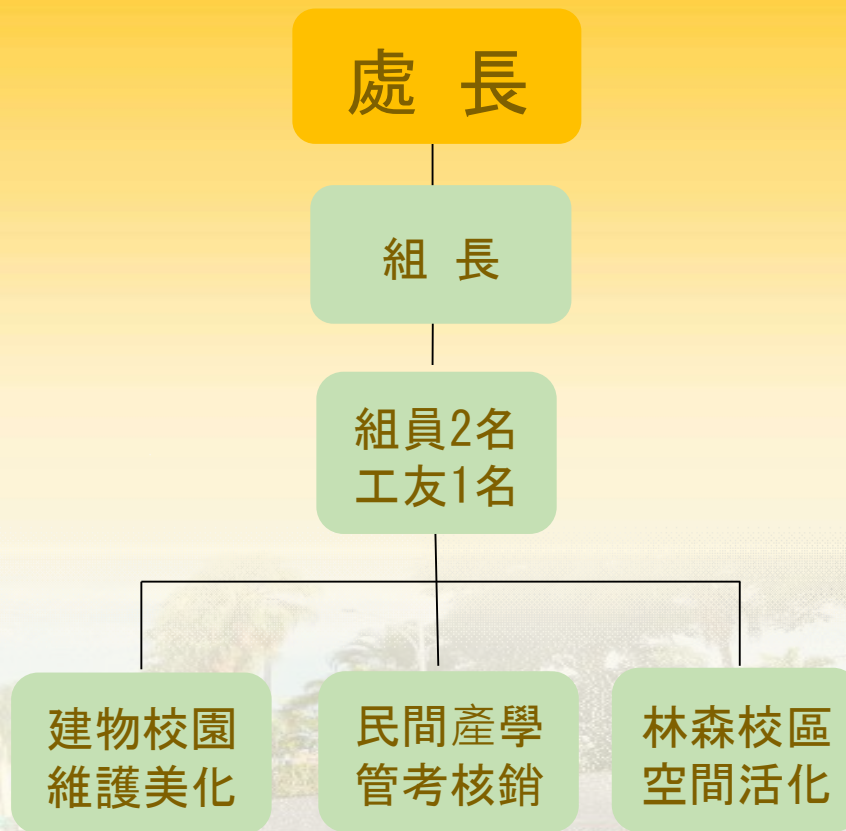 處 長
組 長
組員2名
工友1名
建物校園
維護美化
民間產學
管考核銷
林森校區
空間活化